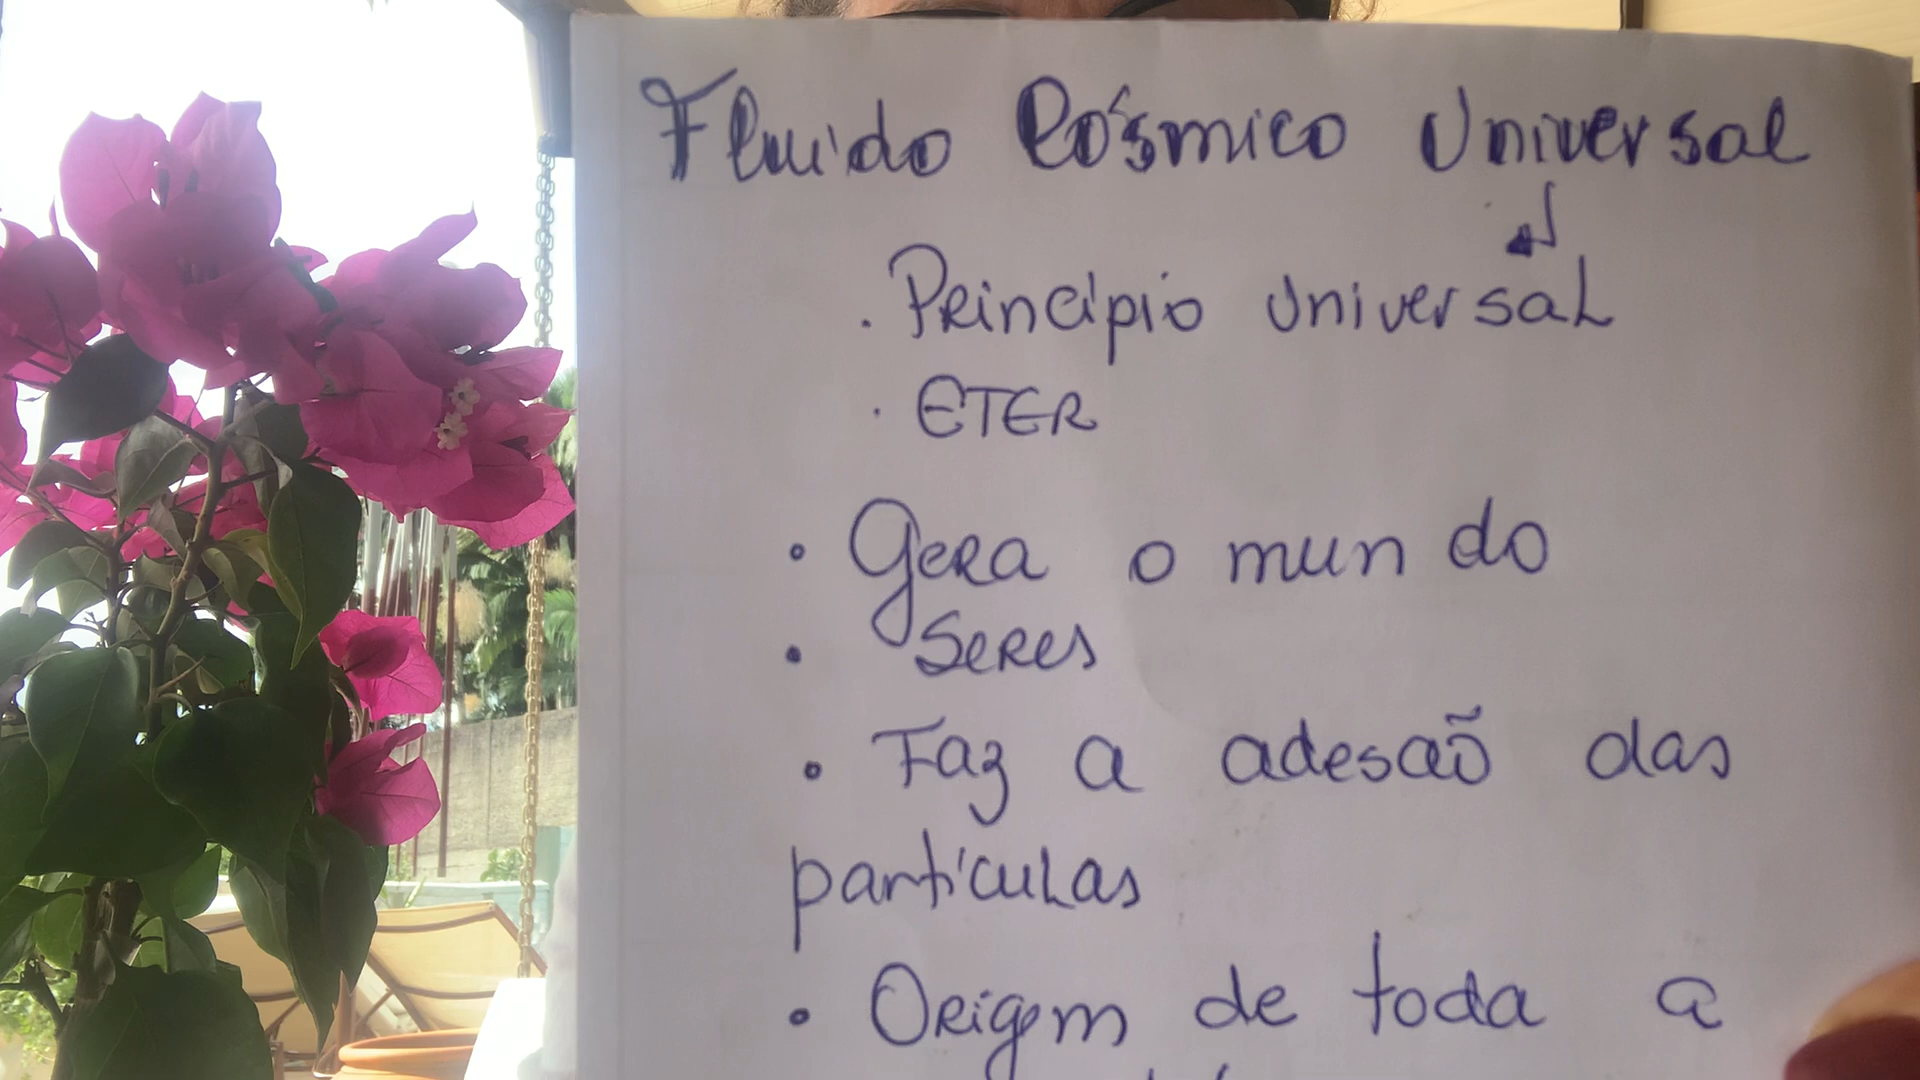 Fluido Cósmico Universal
. Princípio Universal
. ETER
• Gera o mundo
• Seres
• Faz a adesão das
partículas
• Origem de toda a